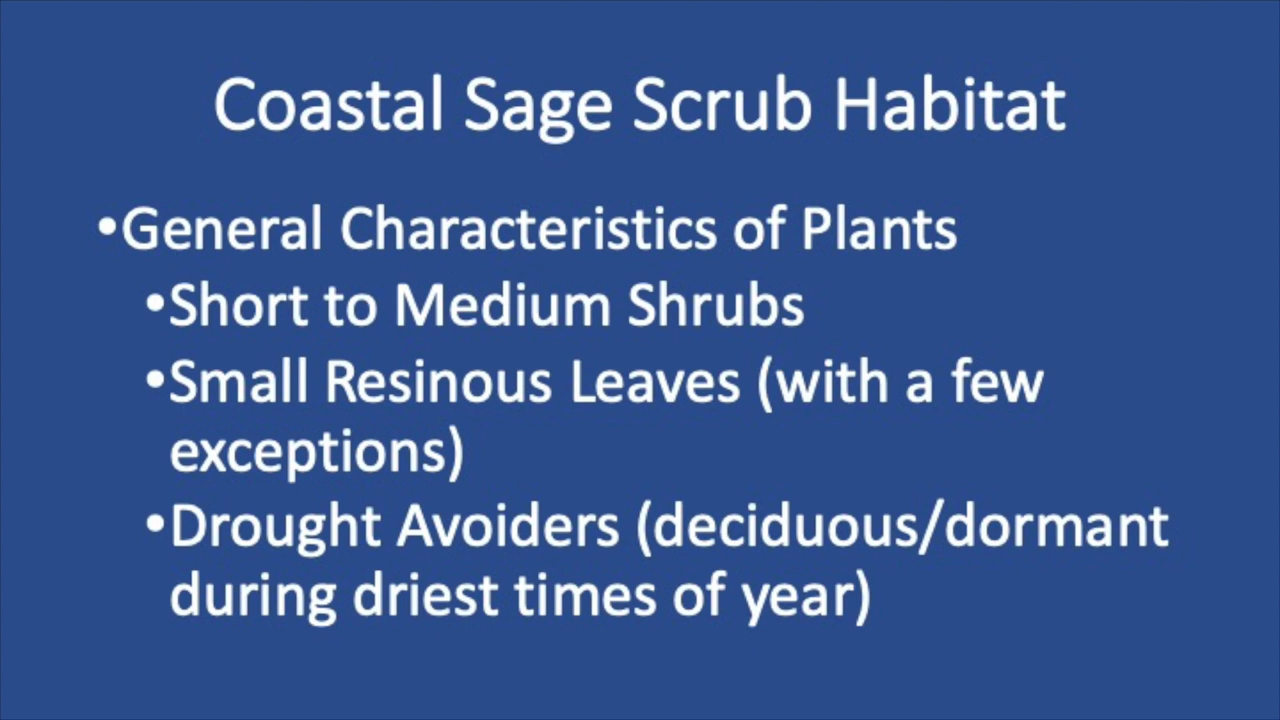 Coastal Sage Scrub Habitat
•General Characteristics of Plants
•Short to Medium Shrubs
•Small Resinous Leaves (with a few
exceptions)
•Drought Avoiders (deciduous/dormant
during driest times of year)